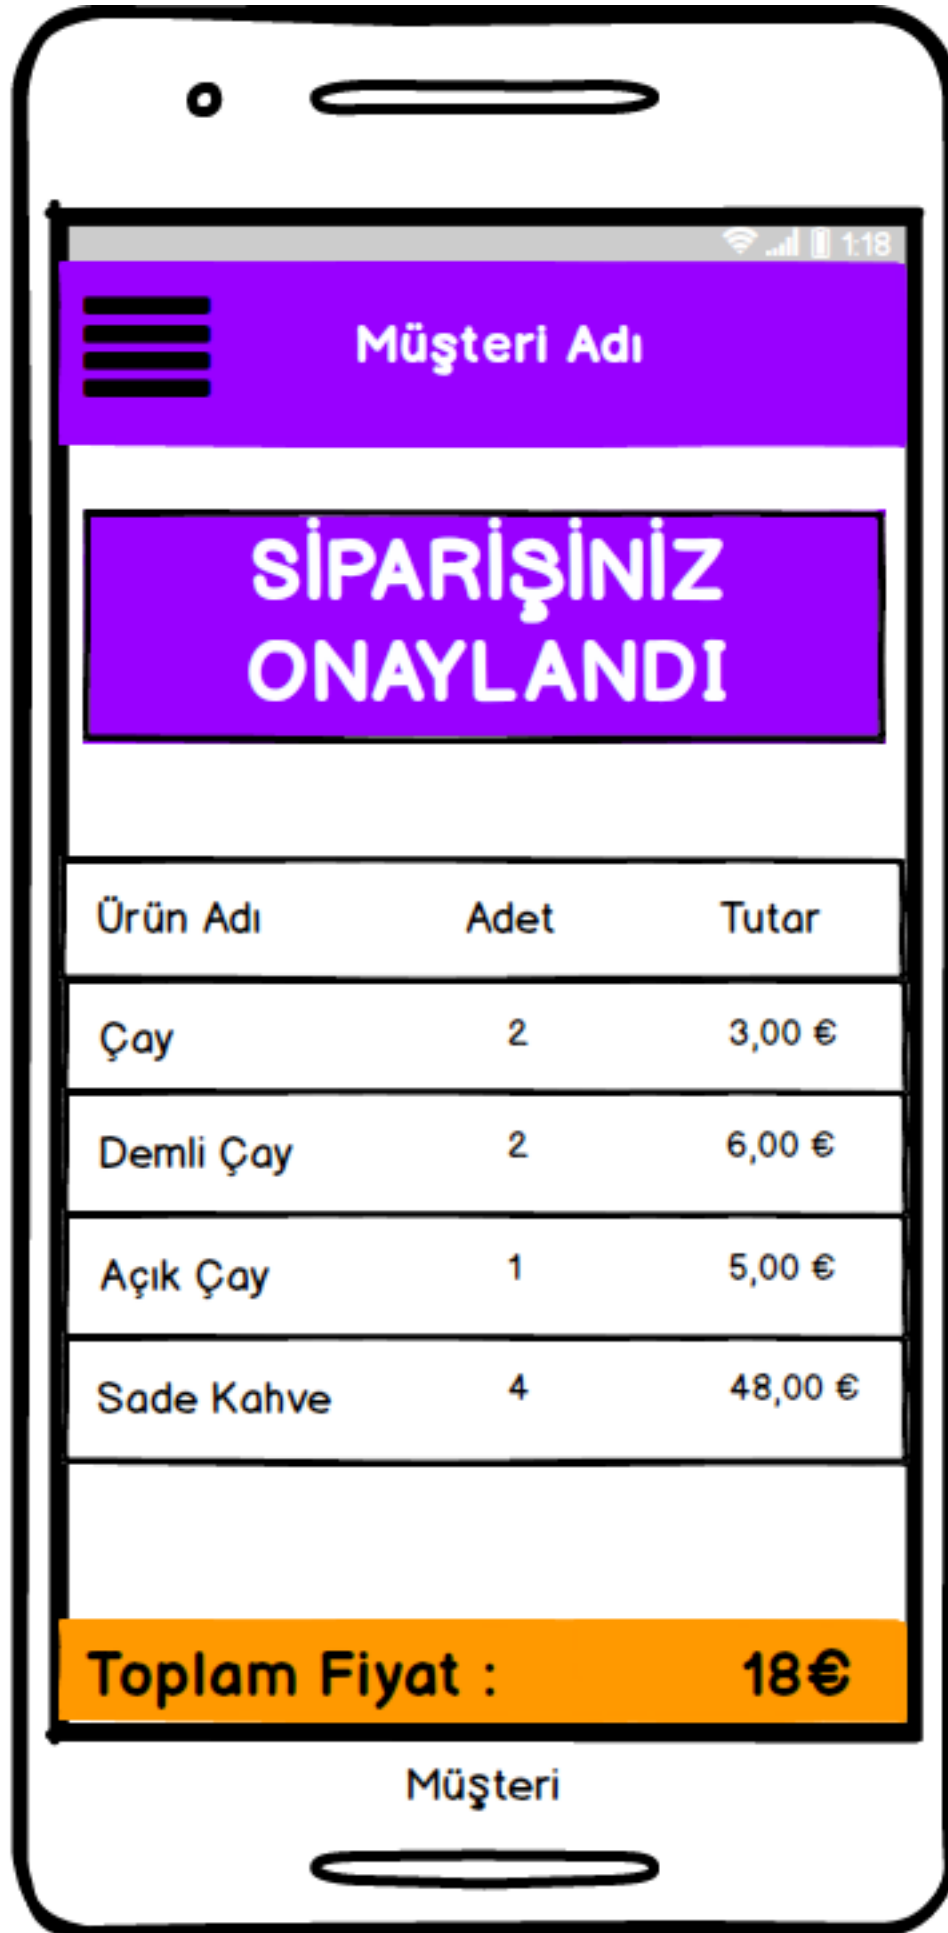 1:18
Müşteri Adı
SİPARİŞİNİZ
ONAYLANDI
Ürün Adı Adet Tutar
Çay 2 3,00 €
Demli Çay 2 6,00 €
Açık Çay 1 5,00 €
Sade Kahve 4 48,00 €
Toplam Fiyat : 18€
Müşteri